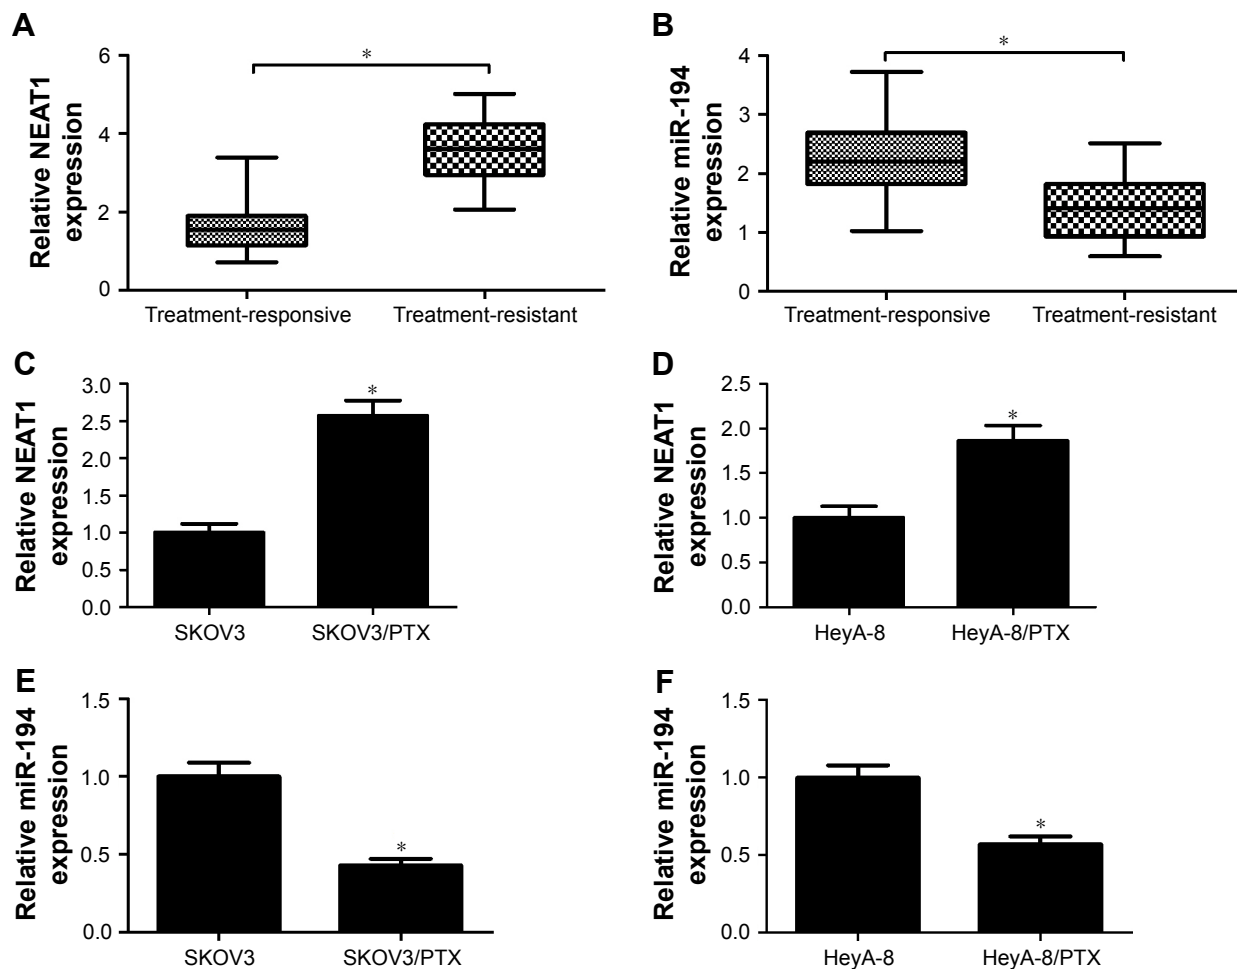 A
Relative NEAT1
expression
6
4
2
0
*
Treatment-responsive
Treatment-resistant
B
Relative miR-194
expression
4
3
2
1
0
*
Treatment-responsive
Treatment-resistant
C
Relative NEAT1
expression
3.0
2.5
2.0
1.5
1.0
0.5
0.0
*
SKOV3
SKOV3/PTX
D
Relative NEAT1
expression
2.5
2.0
1.5
1.0
0.5
0.0
*
HeyA-8
HeyA-8/PTX
E
Relative miR-194
expression
1.5
1.0
0.5
0.0
*
SKOV3
SKOV3/PTX
F
Relative miR-194
expression
1.5
1.0
0.5
0.0
*
HeyA-8
HeyA-8/PTX